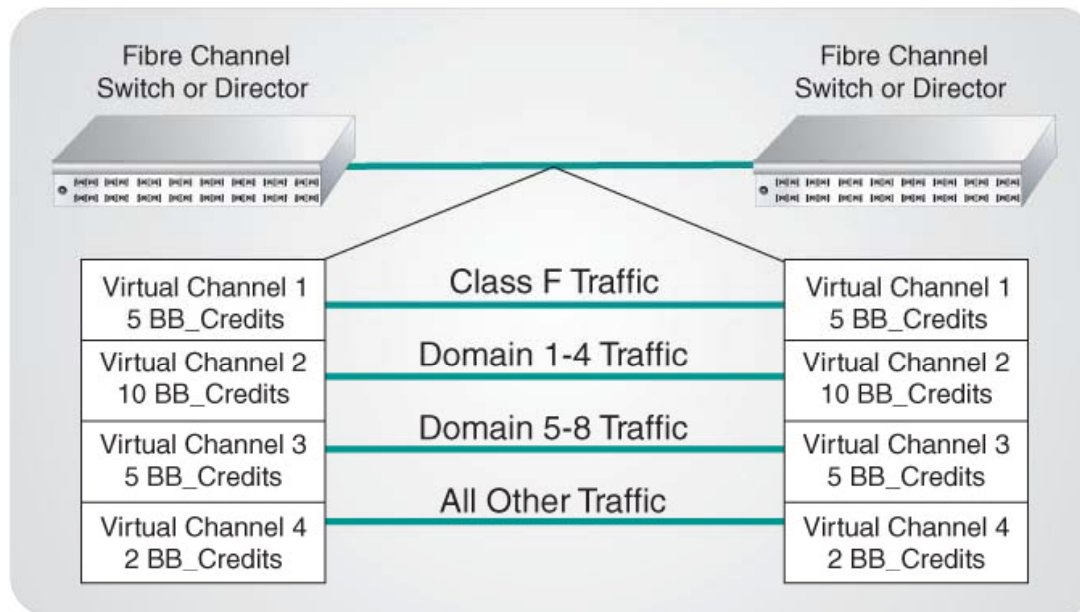 Fibre Channel
Switch or Director
Fibre Channel
Switch or Director
Virtual Channel 1
5 BB_Credits
Class F Traffic
Virtual Channel 1
5 BB_Credits
Virtual Channel 2
10 BB_Credits
Domain 1-4 Traffic
Virtual Channel 2
10 BB_Credits
Virtual Channel 3
5 BB_Credits
Domain 5-8 Traffic
Virtual Channel 3
5 BB_Credits
Virtual Channel 4
2 BB_Credits
All Other Traffic
Virtual Channel 4
2 BB_Credits